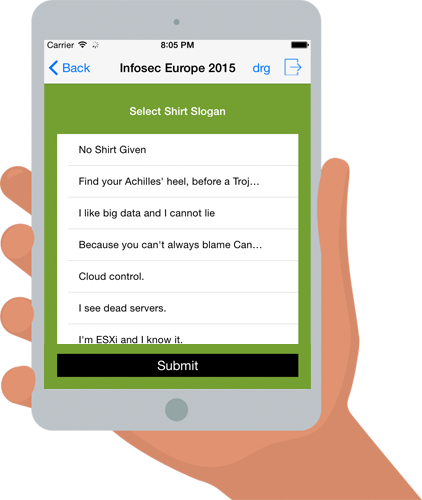 Carrier 8:05 PM
Back Infosec Europe 2015 drg
Select Shirt Slogan
No Shirt Given
Find your Achilles' heel, before a Troj...
I like big data and I cannot lie
Because you can't always blame Can...
Cloud control.
I see dead servers.
I'm ESXi and I know it.
Submit